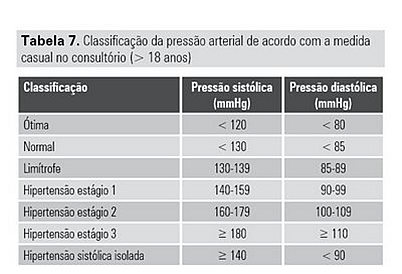 Tabela 7. Classificação da pressão arterial de acordo com a medida
casual no consultório (> 18 anos)
Classificação Pressão sistólica (mmHg) Pressão diastólica (mmHg)
Ótima < 120 < 80
Normal < 130 < 85
Limítrofe 130-139 85-89
Hipertensão estágio 1 140-159 90-99
Hipertensão estágio 2 160-179 100-109
Hipertensão estágio 3 ≥ 180 ≥ 110
Hipertensão sistólica isolada ≥ 140 < 90